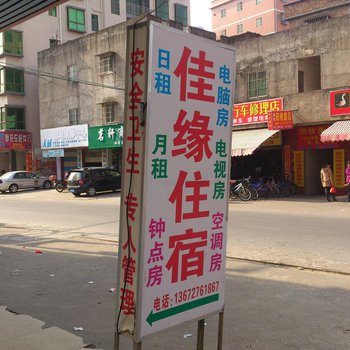 安全卫生 专人管理
佳缘住宿
日租
月租
钟点房
电脑房
电视房
空调房
电话:13672761867
行车修理店